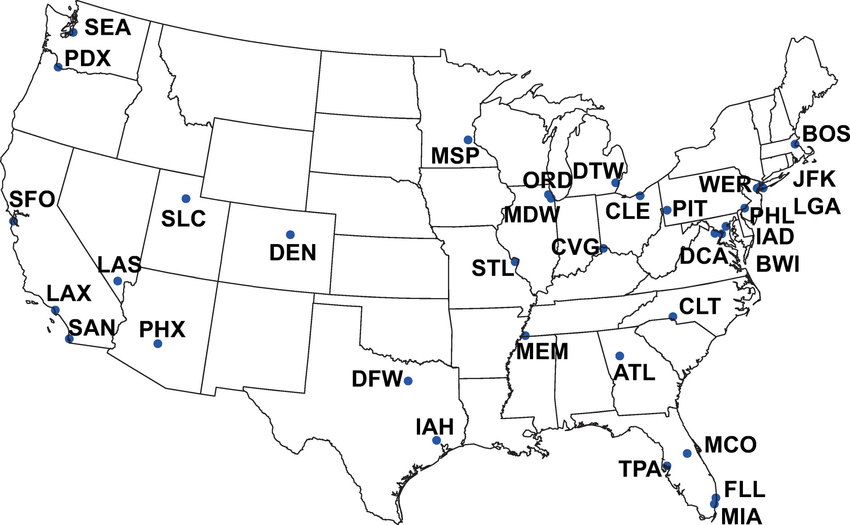 SEA
PDX
BOS
MSP
DTW
ORD
WER
JFK
SFO
SLC
MDW
CLE
PIT
LGA
PHL
IAD
DEN
CVG
DCA
BWI
LAS
STL
LAX
CLT
SAN
PHX
MEM
ATL
DFW
IAH
MCO
TPA
FLL
MIA